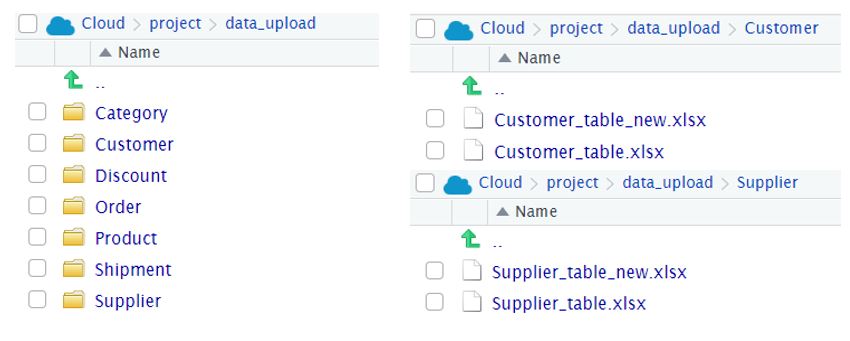 Cloud > project > data_upload
Name
..
Category
Customer
Discount
Order
Product
Shipment
Supplier
Cloud > project > data_upload > Customer
Name
..
Customer_table_new.xlsx
Customer_table.xlsx
Cloud > project > data_upload > Supplier
Name
..
Supplier_table_new.xlsx
Supplier_table.xlsx